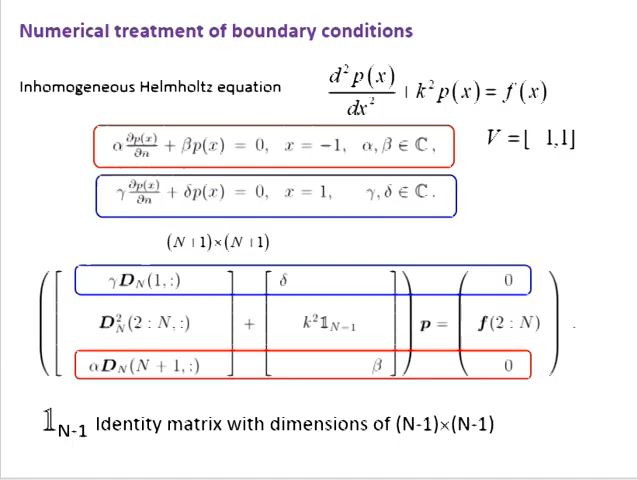 Numerical treatment of boundary conditions
Inhomogeneous Helmholtz equation d²p(x)/dx² + k²p(x) = f(x)
α ∂p(x)/∂n + βp(x) = 0, x = −1, α, β ∈ ℂ,
V = [ 1,1]
γ ∂p(x)/∂n + δp(x) = 0, x = 1, γ, δ ∈ ℂ.
(N+1)×(N+1)
( [ γD_N(1,:) ] [ δ ] ) ( 0 )
( [ D²_N(2 : N,:) ] + [ k²𝟙_{N−1} ] ) p = ( f(2 : N) ) .
( [ αD_N(N + 1,:) ] [ β ] ) ( 0 )
𝟙_{N-1} Identity matrix with dimensions of (N-1)×(N-1)